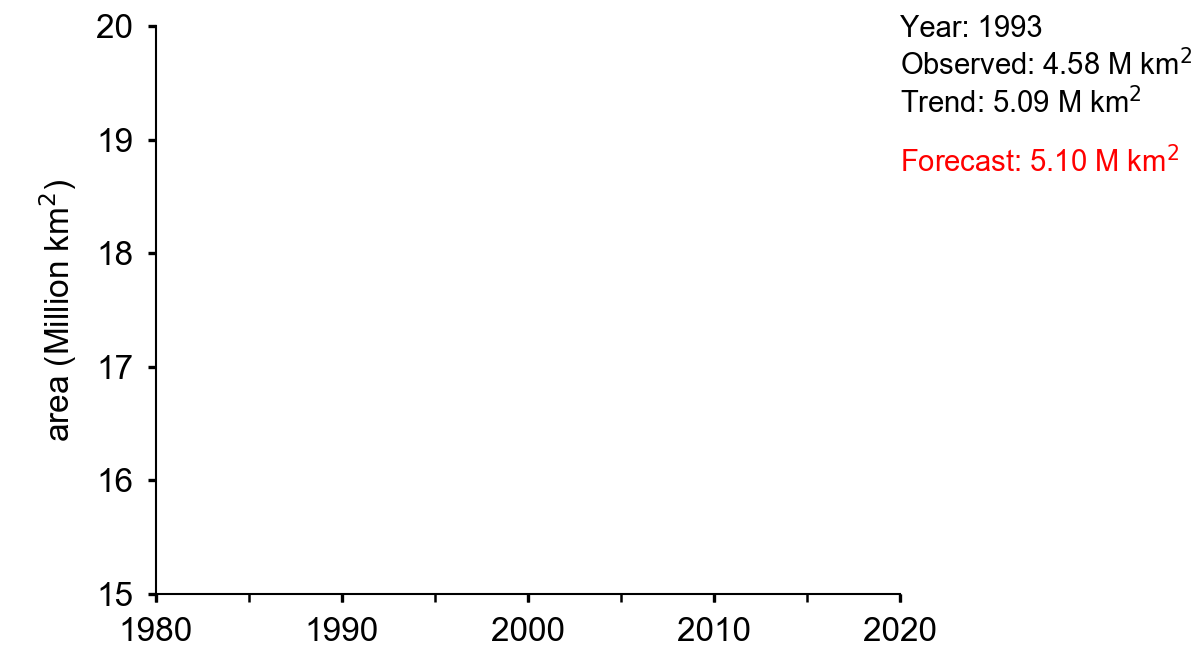 20
19
18
17
16
15
area (Million km²)
1980 1990 2000 2010 2020
Year: 1993
Observed: 4.58 M km²
Trend: 5.09 M km²
Forecast: 5.10 M km²